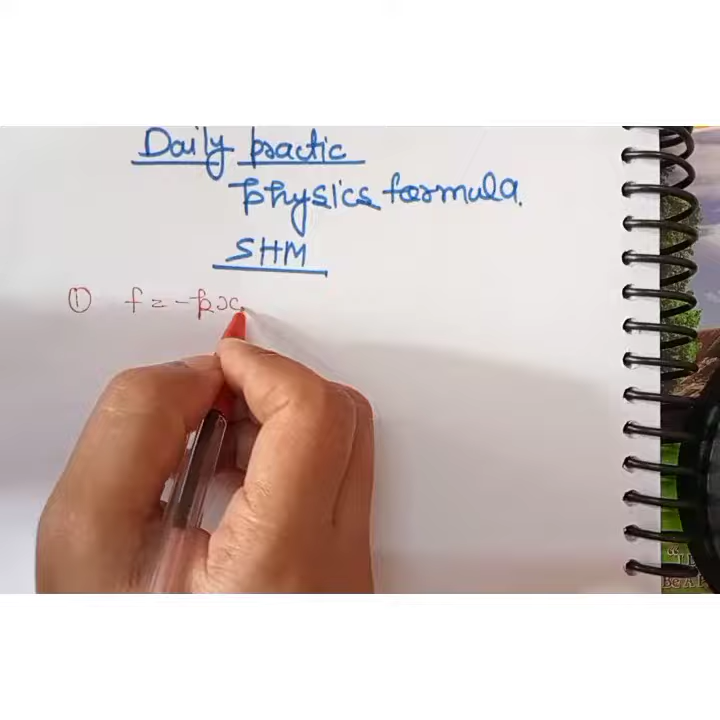 Daily practic
physics formula.
SHM
① f = -kx